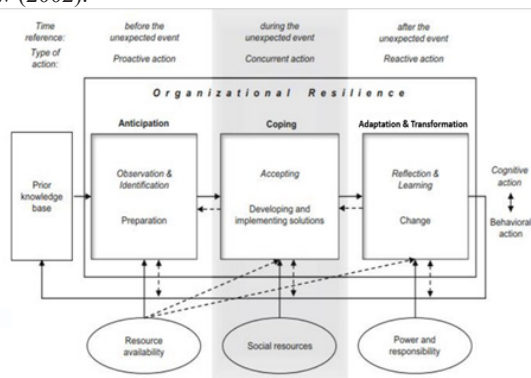 (2002).
Time reference:
before the unexpected event
during the unexpected event
after the unexpected event
Type of action:
Proactive action
Concurrent action
Reactive action
Organizational Resilience
Anticipation
Coping
Adaptation & Transformation
Prior knowledge base
Observation & Identification
Preparation
Accepting
Developing and implementing solutions
Reflection & Learning
Change
Cognitive action
Behavioral action
Resource availability
Social resources
Power and responsibility